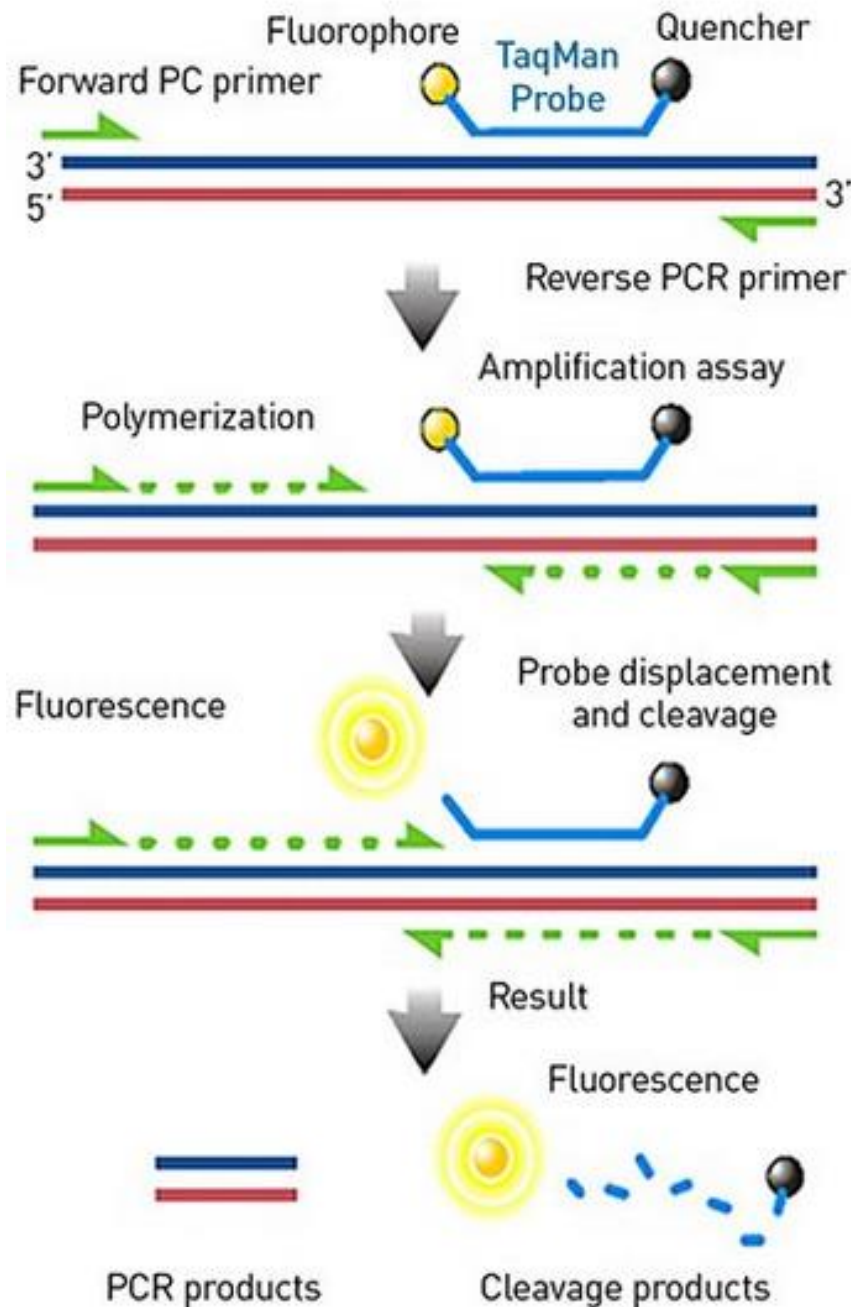 Fluorophore
Quencher
TaqMan
Probe
Forward PC primer
3'
5'
3'
Reverse PCR primer
Amplification assay
Polymerization
Probe displacement
and cleavage
Fluorescence
Result
Fluorescence
PCR products
Cleavage products